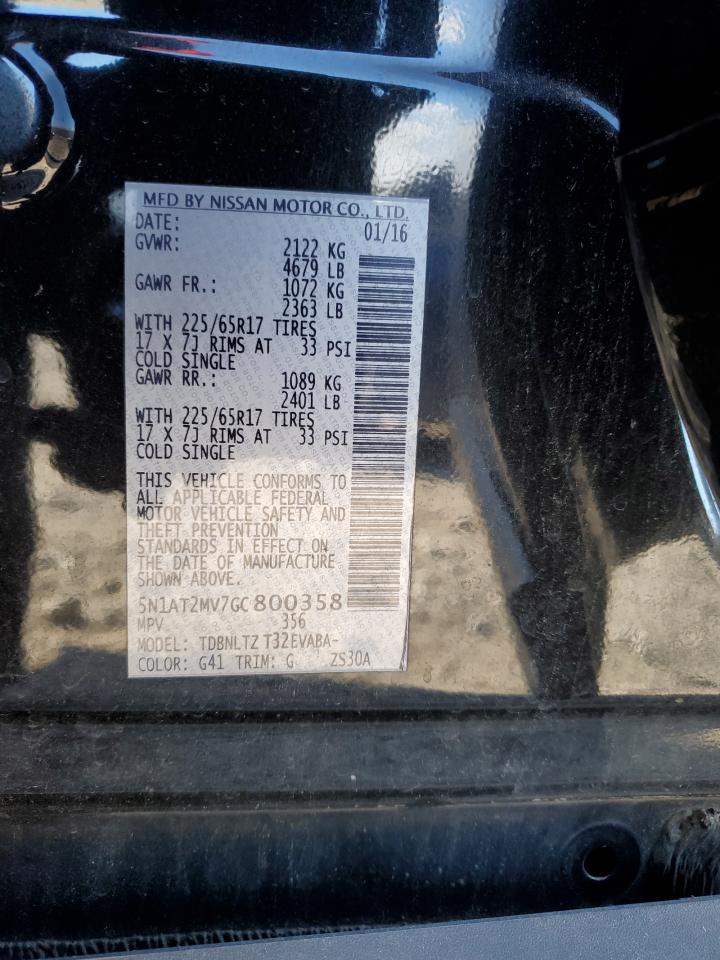 MFD BY NISSAN MOTOR CO., LTD.
DATE: 01/16
GVWR: 2122 KG
4679 LB
GAWR FR.: 1072 KG
2363 LB
WITH 225/65R17 TIRES
17 X 7J RIMS AT 33 PSI
COLD SINGLE
GAWR RR.: 1089 KG
2401 LB
WITH 225/65R17 TIRES
17 X 7J RIMS AT 33 PSI
COLD SINGLE
THIS VEHICLE CONFORMS TO
ALL APPLICABLE FEDERAL
MOTOR VEHICLE SAFETY AND
THEFT PREVENTION
STANDARDS IN EFFECT ON
THE DATE OF MANUFACTURE
SHOWN ABOVE.
5N1AT2MV7GC800358
MPV 356
MODEL: TDBNLTZ T32EVABA-
COLOR: G41 TRIM: G ZS30A